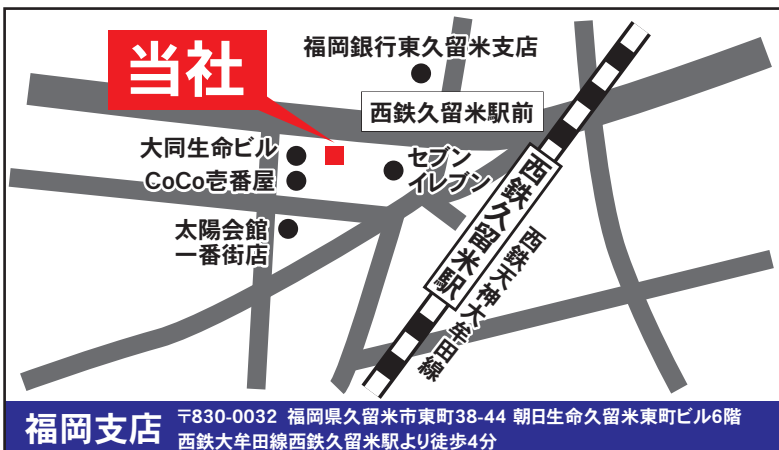 当社
福岡銀行東久留米支店
西鉄久留米駅前
大同生命ビル
CoCo壱番屋
セブン
イレブン
太陽会館
一番街店
西鉄久留米駅
西鉄天神大牟田線
福岡支店
〒830-0032 福岡県久留米市東町38-44 朝日生命久留米東町ビル6階
西鉄大牟田線西鉄久留米駅より徒歩4分